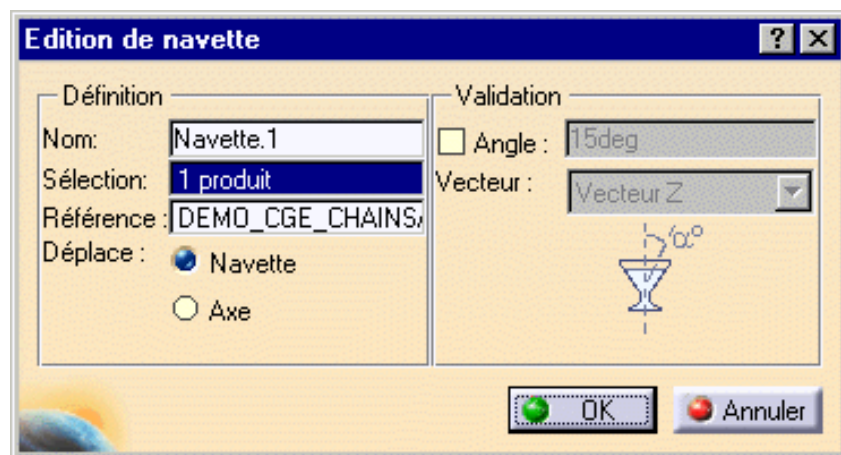 Edition de navette
Définition
Nom: Navette.1
Sélection: 1 produit
Référence : DEMO_CGE_CHAINS
Déplace : Navette
Axe
Validation
Angle : 15deg
Vecteur : Vecteur Z
α°
OK Annuler